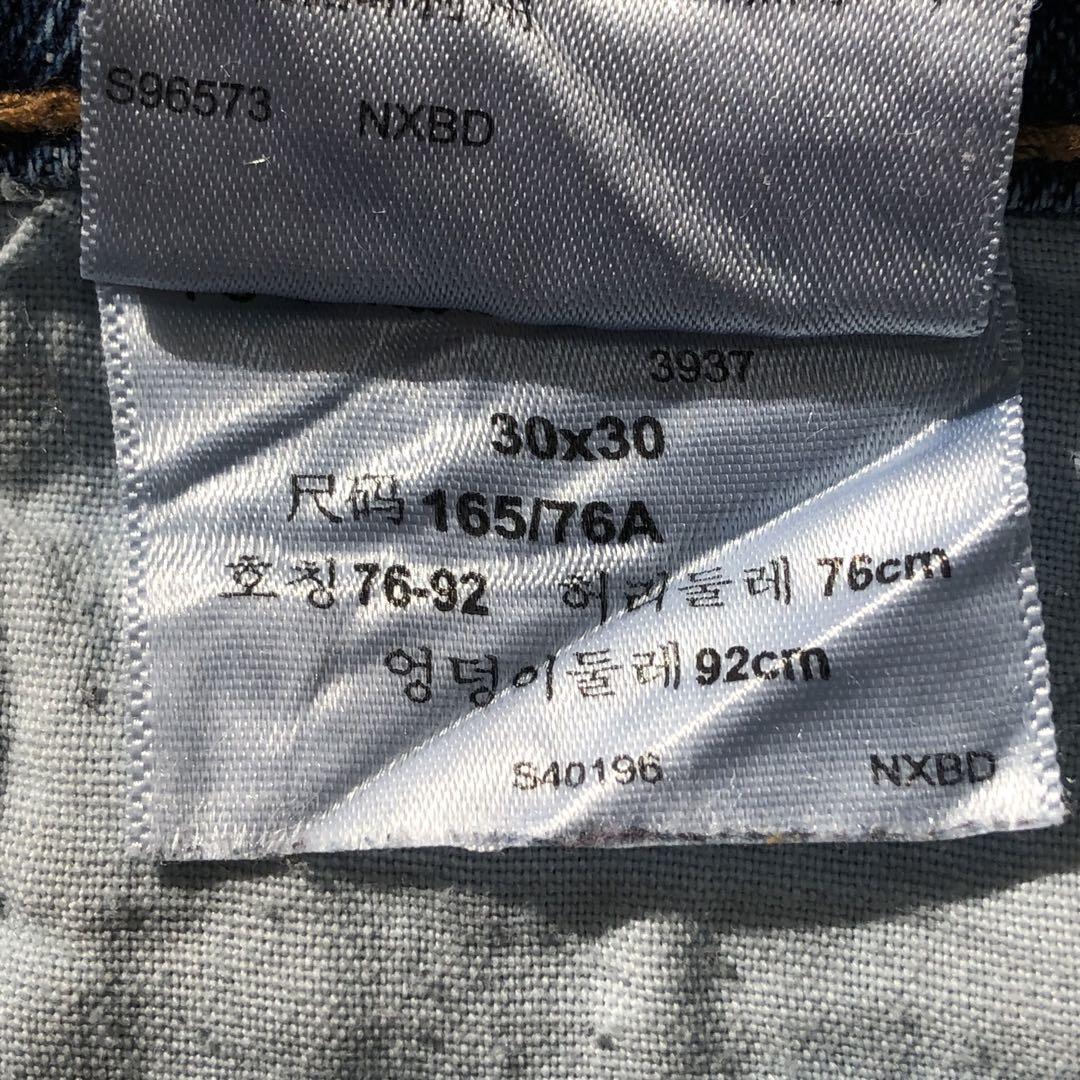 S96573 NXBD
3937
30x30
尺码 165/76A
호칭 76-92 허리둘레 76cm
엉덩이둘레 92cm
S40196 NXBD